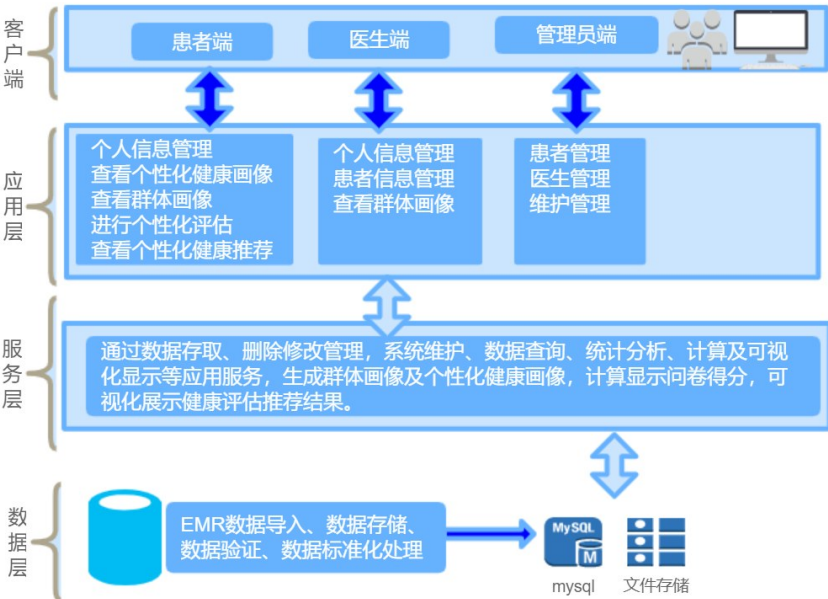 客户端
患者端
医生端
管理员端
应用层
个人信息管理
查看个性化健康画像
查看群体画像
进行个性化评估
查看个性化健康推荐
个人信息管理
患者信息管理
查看群体画像
患者管理
医生管理
维护管理
服务层
通过数据存取、删除修改管理，系统维护、数据查询、统计分析、计算及可视
化显示等应用服务，生成群体画像及个性化健康画像，计算显示问卷得分，可
视化展示健康评估推荐结果。
数据层
EMR数据导入、数据存储、
数据验证、数据标准化处理
MySQL
M
mysql
文件存储